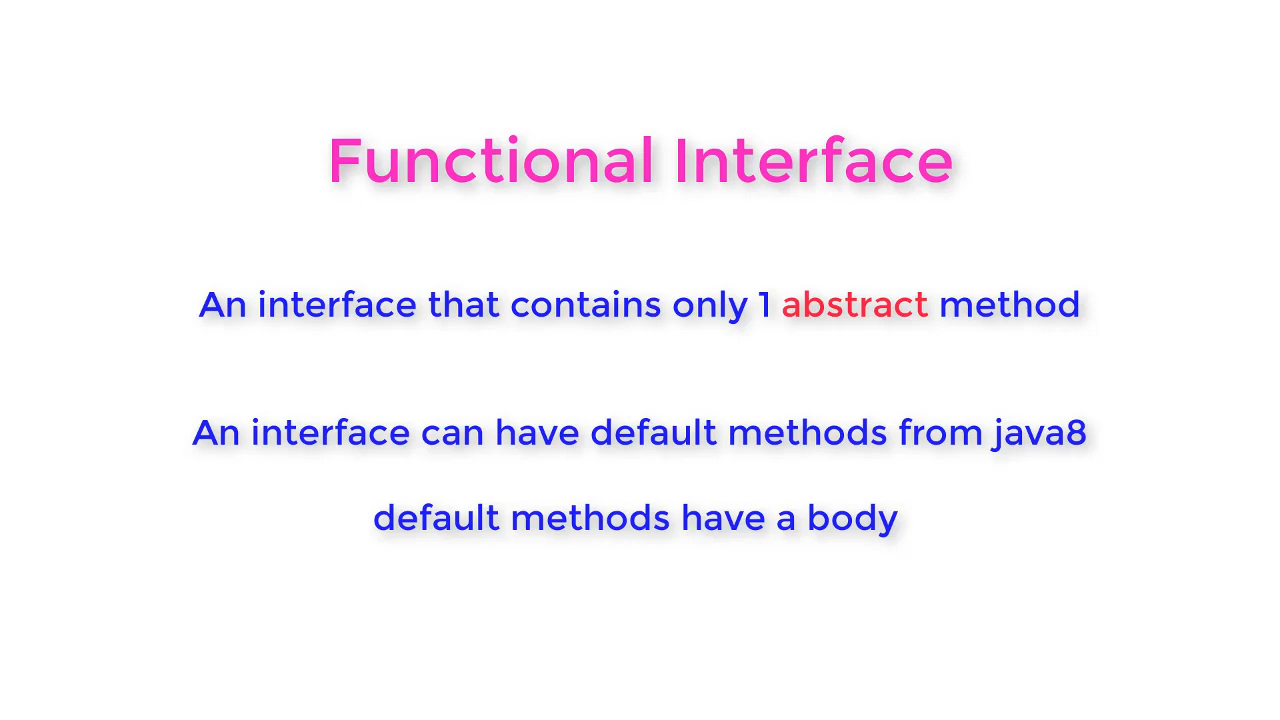 Functional Interface
An interface that contains only 1 abstract method
An interface can have default methods from java8
default methods have a body